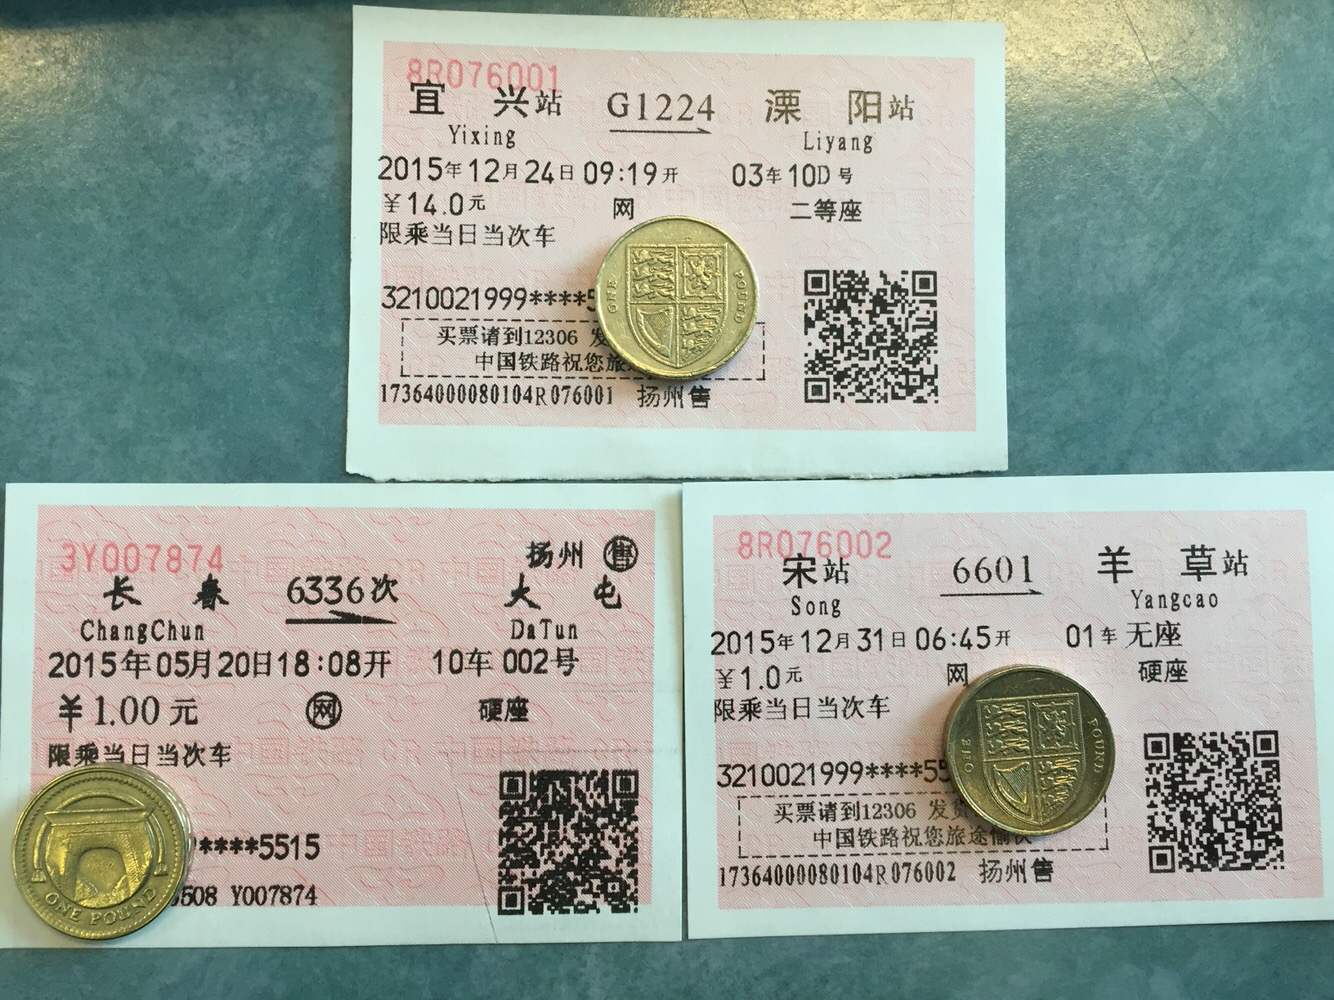 8R076001
宜 兴站 G1224 溧 阳站
Yixing Liyang
2015年12月24日 09:19开 03车10D号
¥14.0元 网 二等座
限乘当日当次车
3210021999****5
买票请到12306 发
中国铁路祝您旅
17364000080104R076001 扬州售
ONE POUND
3Y007874 扬州 售
长 春 6336次 大 屯
ChangChun DaTun
2015年05月20日18:08开 10车 002号
¥1.00元 网 硬座
限乘当日当次车
****5515
508 Y007874
ONE POUND
8R076002
宋站 6601 羊 草站
Song Yangcao
2015年12月31日 06:45开 01车 无座
¥1.0元 网 硬座
限乘当日当次车
3210021999****55
买票请到12306 发货
中国铁路祝您旅途愉快
17364000080104R076002 扬州售
ONE POUND